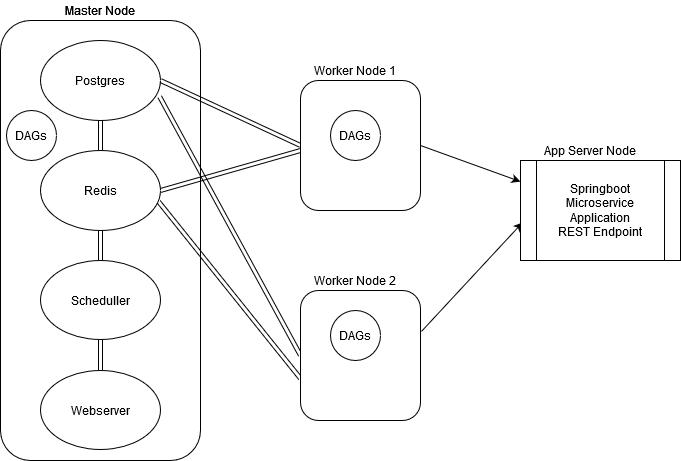 Master Node
Postgres
DAGs
Redis
Scheduller
Webserver
Worker Node 1
DAGs
Worker Node 2
DAGs
App Server Node
Springboot
Microservice
Application
REST Endpoint